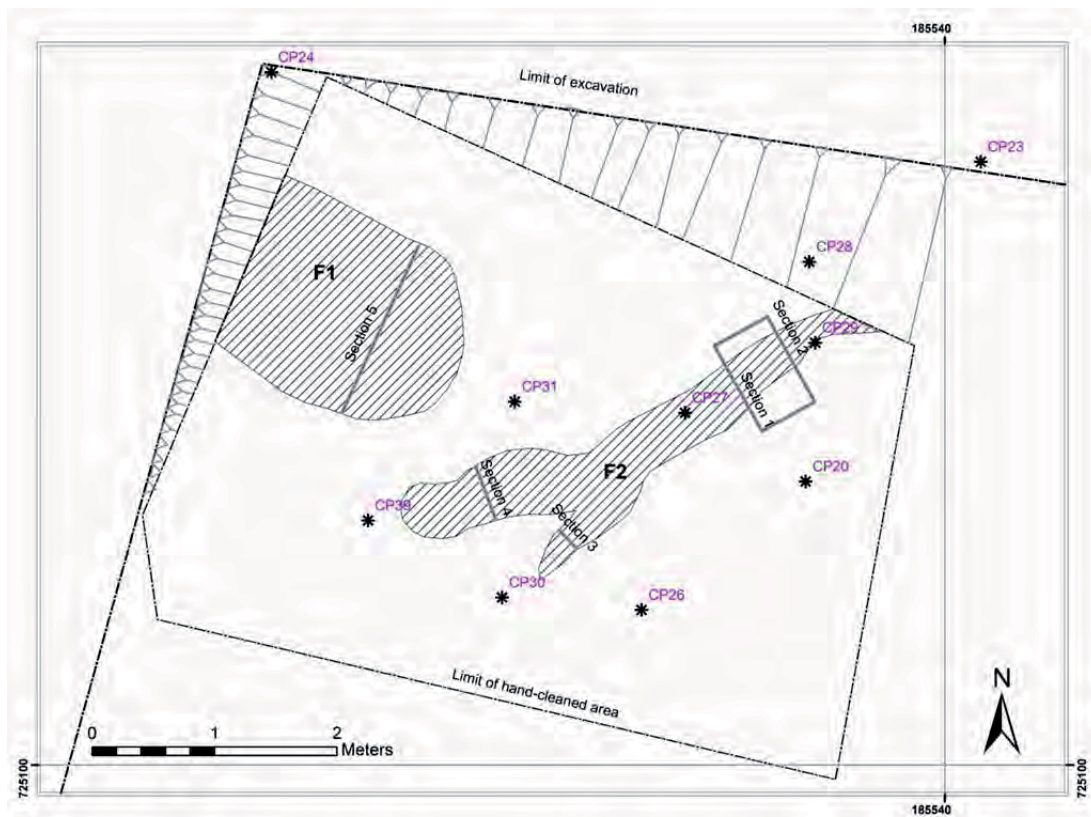 185540
CP24
Limit of excavation
CP23
CP28
F1
Section 5
Section 2
CP29
CP31
Section 1
CP27
F2
CP20
Section 4
CP39
Section 3
CP30
CP26
Limit of hand-cleaned area
N
0 1 2
Meters
725100
725100
185540